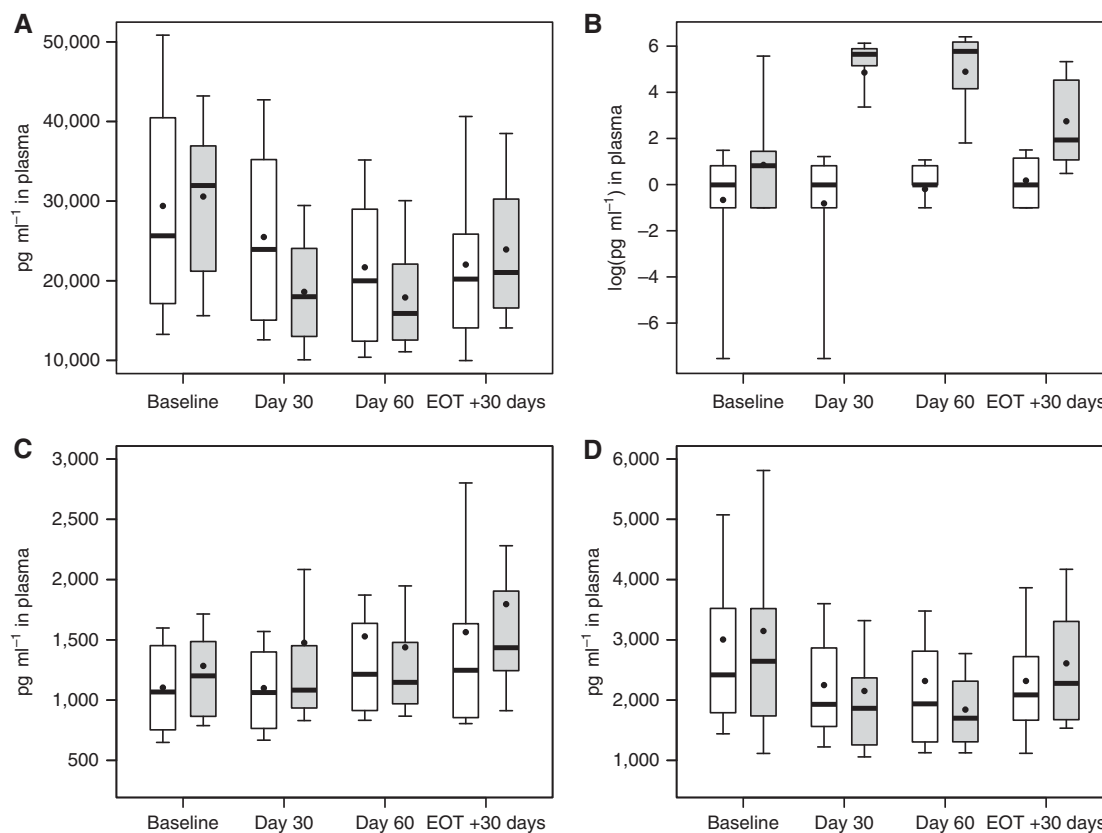 A
50,000
40,000
30,000
20,000
10,000
pg ml⁻¹ in plasma
Baseline Day 30 Day 60 EOT +30 days
B
6
4
2
0
−2
−4
−6
log(pg ml⁻¹) in plasma
Baseline Day 30 Day 60 EOT +30 days
C
3,000
2,500
2,000
1,500
1,000
500
pg ml⁻¹ in plasma
Baseline Day 30 Day 60 EOT +30 days
D
6,000
5,000
4,000
3,000
2,000
1,000
pg ml⁻¹ in plasma
Baseline Day 30 Day 60 EOT +30 days